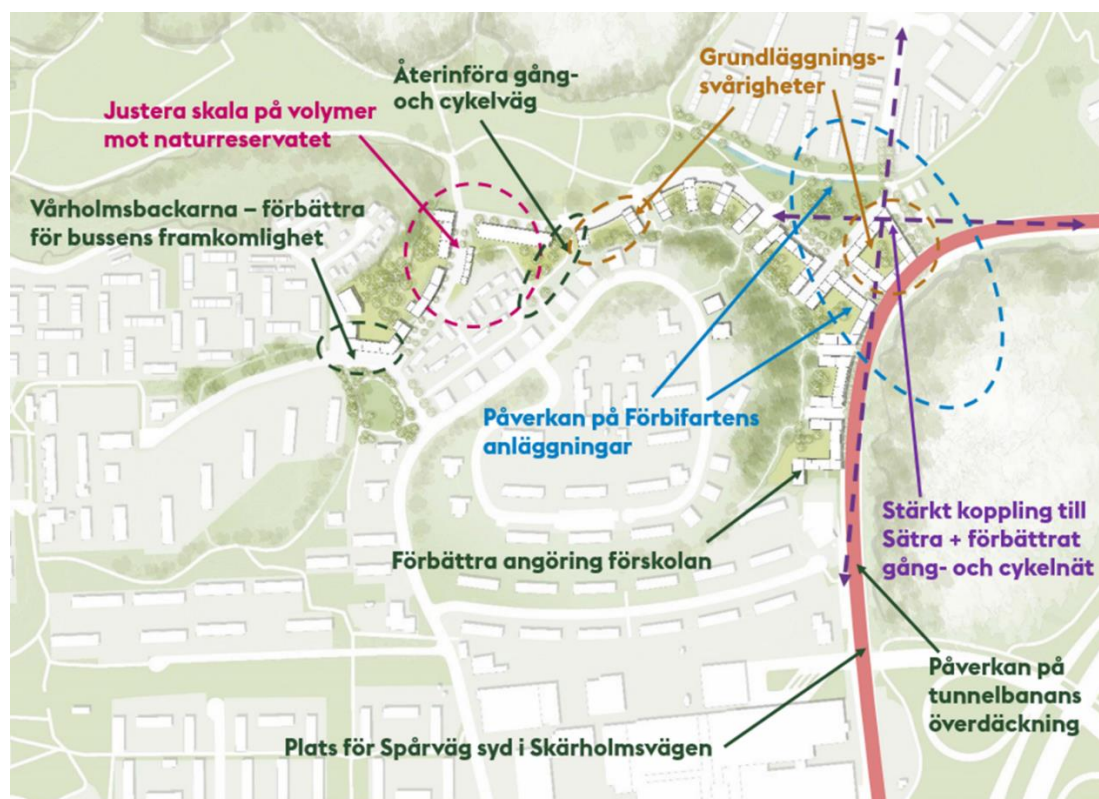 Återinföra gång-
och cykelväg
Grundläggnings-
svårigheter
Justera skala på volymer
mot naturreservatet
Vårholmsbackarna – förbättra
för bussens framkomlighet
Påverkan på Förbifartens
anläggningar
Stärkt koppling till
Sätra + förbättrat
gång- och cykelnät
Förbättra angöring förskolan
Påverkan på
tunnelbanans
överdäckning
Plats för Spårväg syd i Skärholmsvägen